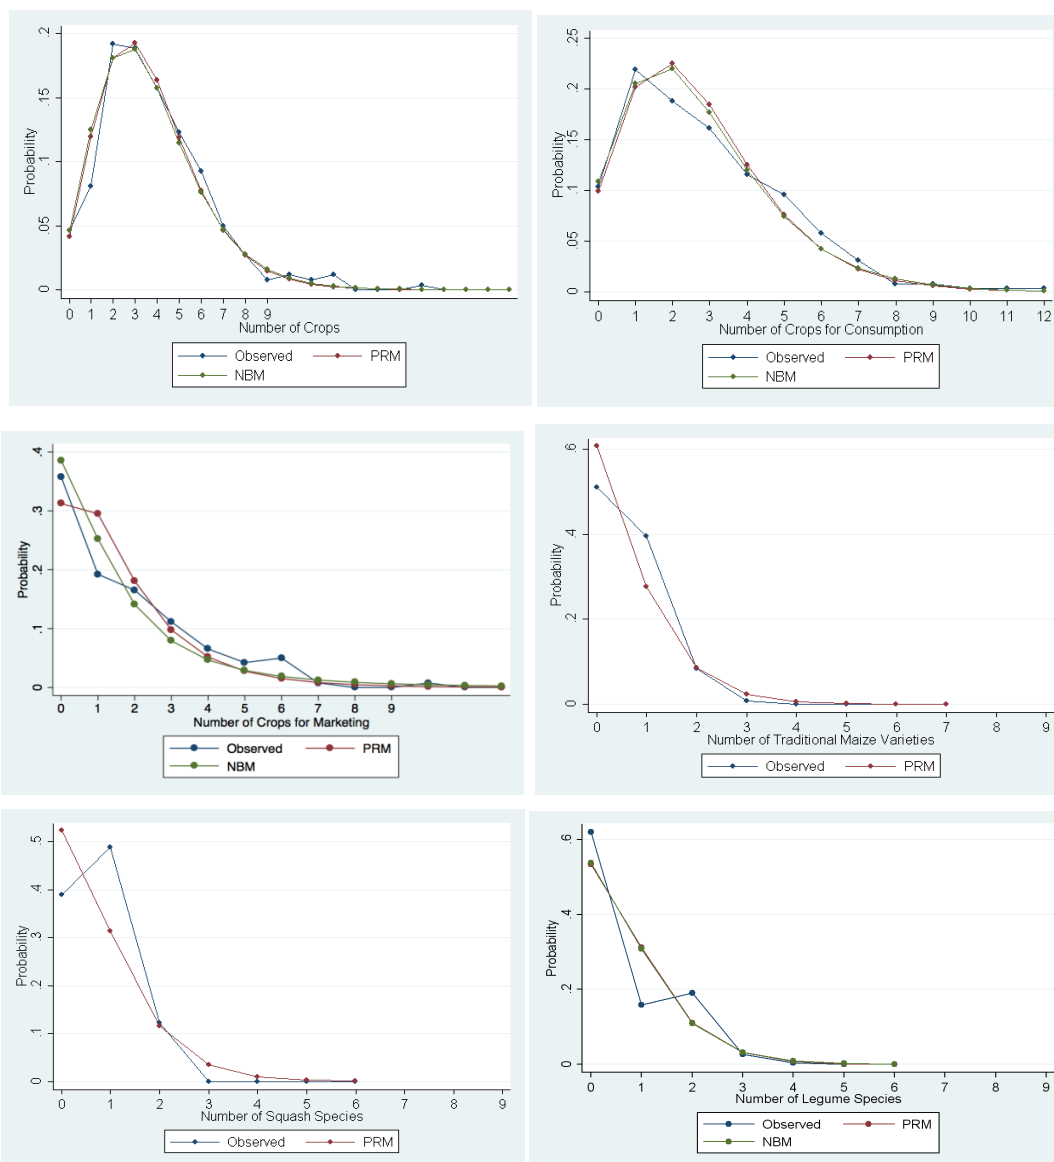 .2
.15
.1
.05
0
Probability
0 1 2 3 4 5 6 7 8 9
Number of Crops
Observed PRM
NBM
.25
.2
.15
.1
.05
0
Probability
0 1 2 3 4 5 6 7 8 9 10 11 12
Number of Crops for Consumption
Observed PRM
NBM
.4
.3
.2
.1
0
Probability
0 1 2 3 4 5 6 7 8 9
Number of Crops for Marketing
Observed PRM
NBM
.6
.4
.2
0
Probability
0 1 2 3 4 5 6 7 8 9
Number of Traditional Maize Varieties
Observed PRM
.5
.4
.3
.2
.1
0
Probability
0 1 2 3 4 5 6 7 8 9
Number of Squash Species
Observed PRM
.6
.4
.2
0
Probability
0 1 2 3 4 5 6 7 8 9
Number of Legume Species
Observed PRM
NBM